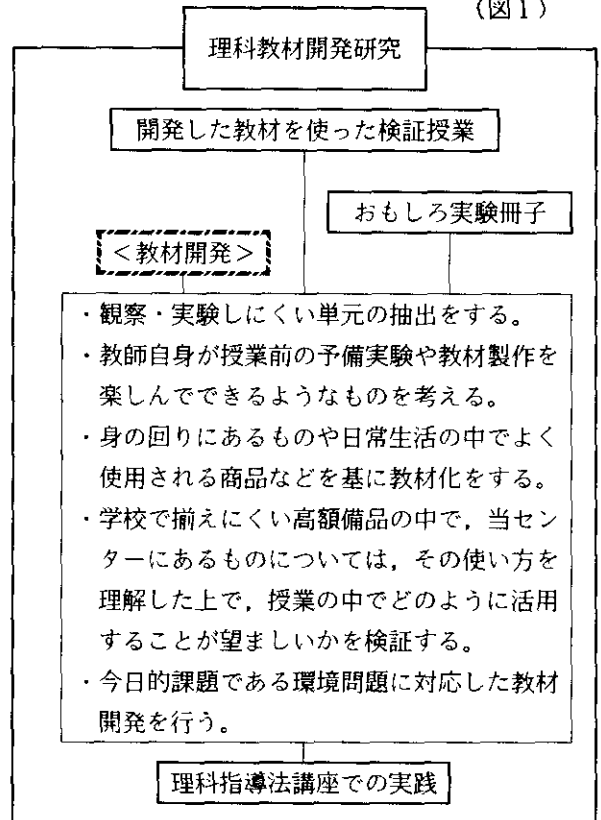 (図1)
理科教材開発研究
開発した教材を使った検証授業
おもしろ実験冊子
<教材開発>
・観察・実験しにくい単元の抽出をする。
・教師自身が授業前の予備実験や教材製作を
楽しんでできるようなものを考える。
・身の回りにあるものや日常生活の中でよく
使用される商品などを基に教材化をする。
・学校で揃えにくい高額備品の中で，当セン
ターにあるものについては，その使い方を
理解した上で，授業の中でどのように活用
することが望ましいかを検証する。
・今日的課題である環境問題に対応した教材
開発を行う。
理科指導法講座での実践